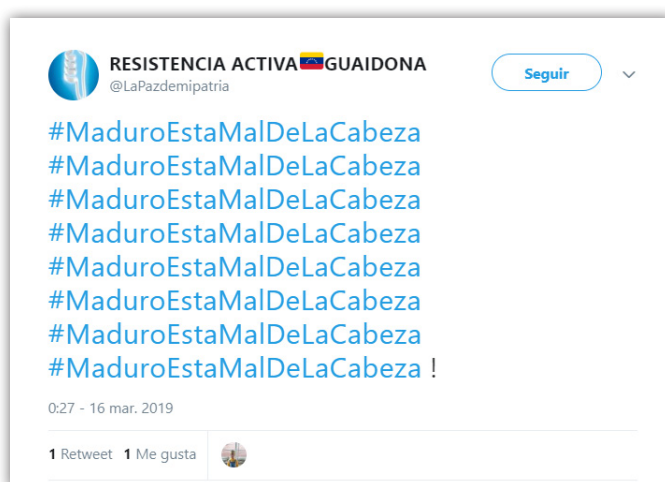 RESISTENCIA ACTIVA🇻🇪GUAIDONA
@LaPazdemipatria
Seguir
#MaduroEstaMalDeLaCabeza
#MaduroEstaMalDeLaCabeza
#MaduroEstaMalDeLaCabeza
#MaduroEstaMalDeLaCabeza
#MaduroEstaMalDeLaCabeza
#MaduroEstaMalDeLaCabeza
#MaduroEstaMalDeLaCabeza
#MaduroEstaMalDeLaCabeza !
0:27 - 16 mar. 2019
1 Retweet 1 Me gusta